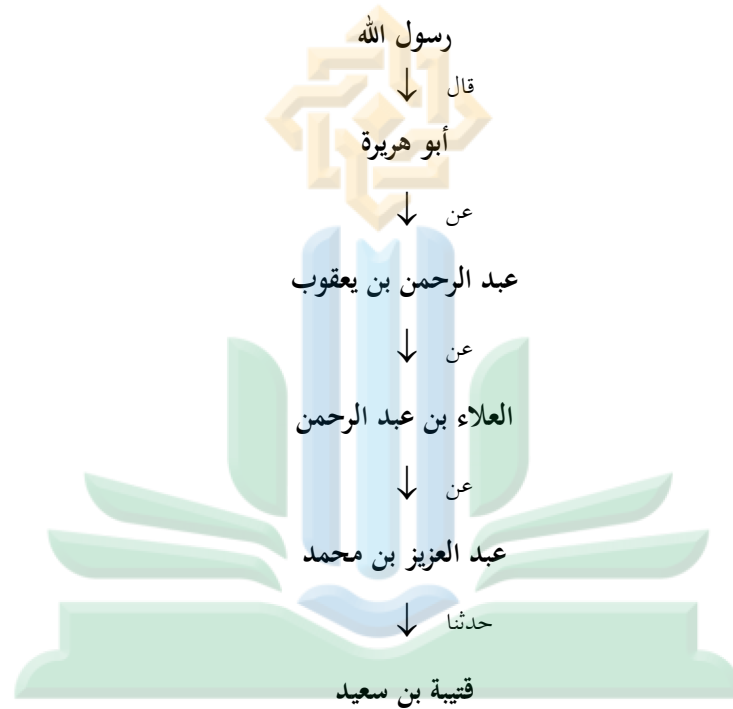 رسول الله
↓ قال
أبو هريرة
↓ عن
عبد الرحمن بن يعقوب
↓ عن
العلاء بن عبد الرحمن
↓ عن
عبد العزيز بن محمد
↓ حدثنا
قتيبة بن سعيد